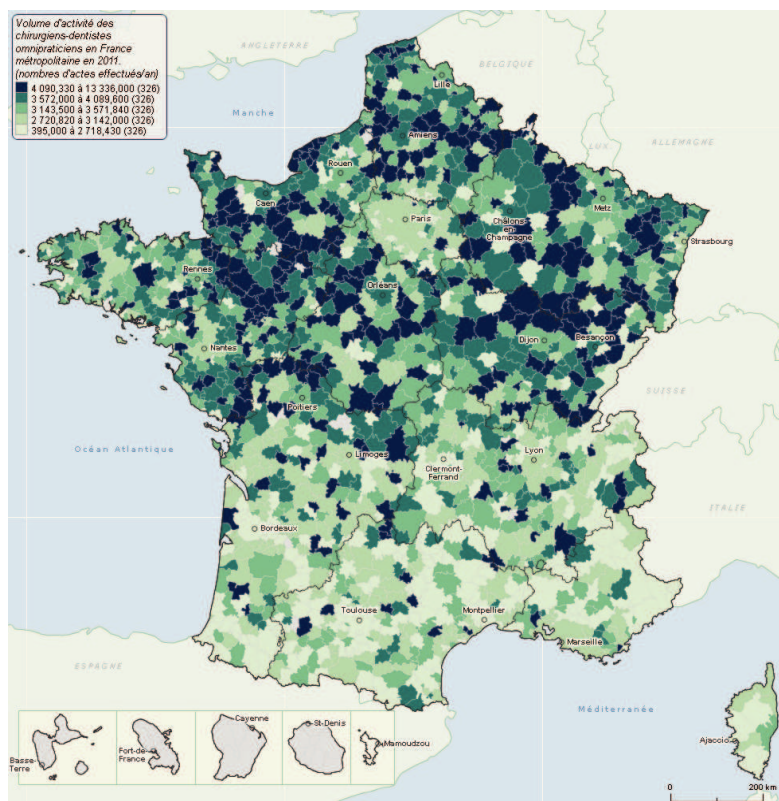 Volume d'activité des
chirurgiens-dentistes
omnipraticiens en France
métropolitaine en 2011.
(nombres d'actes effectués/an)
4 090,330 à 13 336,000 (326)
3 572,000 à 4 089,600 (326)
3 143,500 à 3 571,840 (326)
2 720,820 à 3 142,000 (326)
395,000 à 2 718,430 (326)
ANGLETERRE
BELGIQUE
Lille
Manche
Amiens
LUX
ALLEMAGNE
Rouen
Caen
Metz
Paris
Châlons-
en-
Champagne
Strasbourg
Rennes
Orléans
Dijon
Besançon
Nantes
SUISSE
Poitiers
Océan Atlantique
Limoges
Clermont-
Ferrand
Lyon
ITALIE
Bordeaux
Toulouse
Montpellier
Marseille
ESPAGNE
Méditerranée
Cayenne
St-Denis
Basse-
Terre
Fort-de-
France
Mamoudzou
Ajaccio
0 200 km